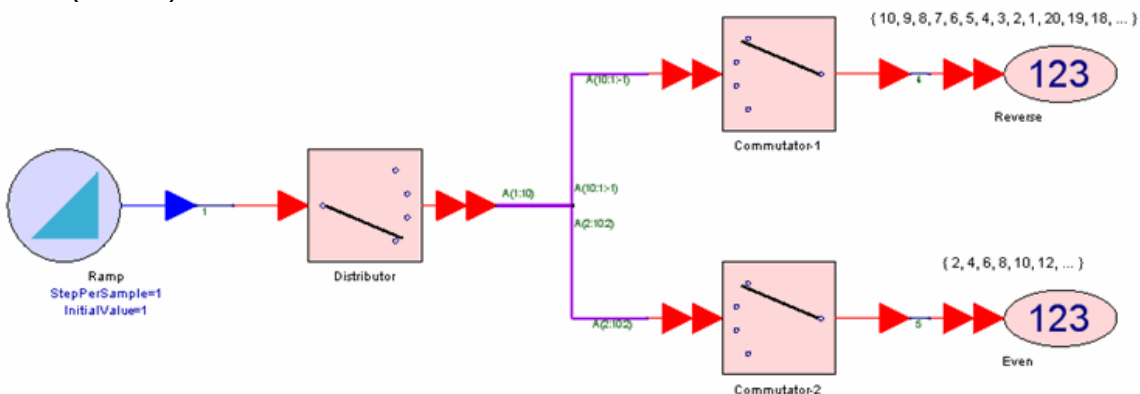 { 10, 9, 8, 7, 6, 5, 4, 3, 2, 1, 20, 19, 18, ... }
A(10:1:-1)
123
4
Reverse
Commutator-1
A(1:10)
A(10:1:-1)
1
A(2:10:2)
Ramp
StepPerSample=1
InitialValue=1
Distributor
{ 2, 4, 6, 8, 10, 12, ... }
A(2:10:2)
123
5
Even
Commutator-2